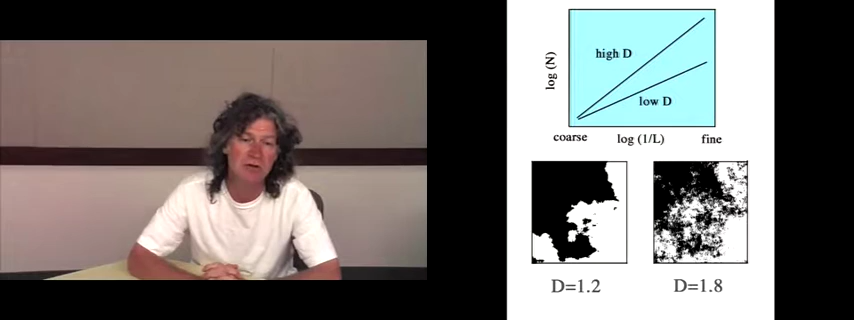 log (N)
high D
low D
coarse log (1/L) fine
D=1.2 D=1.8